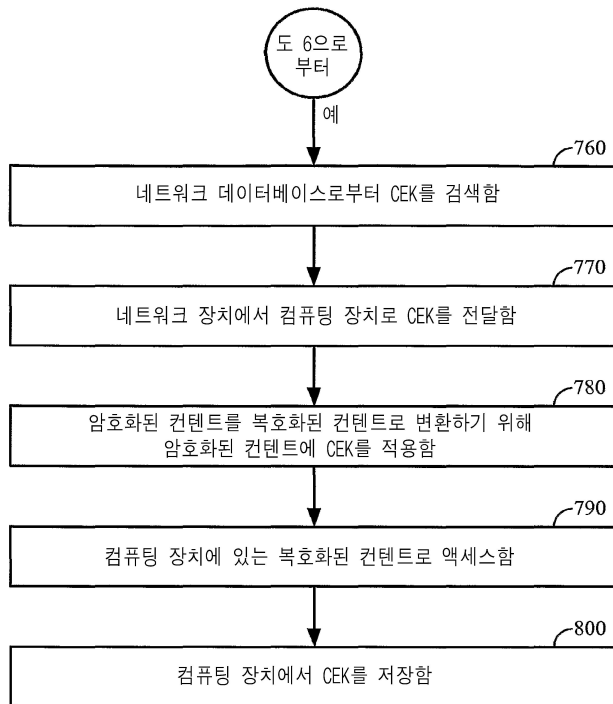 도 6으로
부터
예
760
네트워크 데이터베이스로부터 CEK를 검색함
770
네트워크 장치에서 컴퓨팅 장치로 CEK를 전달함
780
암호화된 컨텐트를 복호화된 컨텐트로 변환하기 위해
암호화된 컨텐트에 CEK를 적용함
790
컴퓨팅 장치에 있는 복호화된 컨텐트로 액세스함
800
컴퓨팅 장치에서 CEK를 저장함